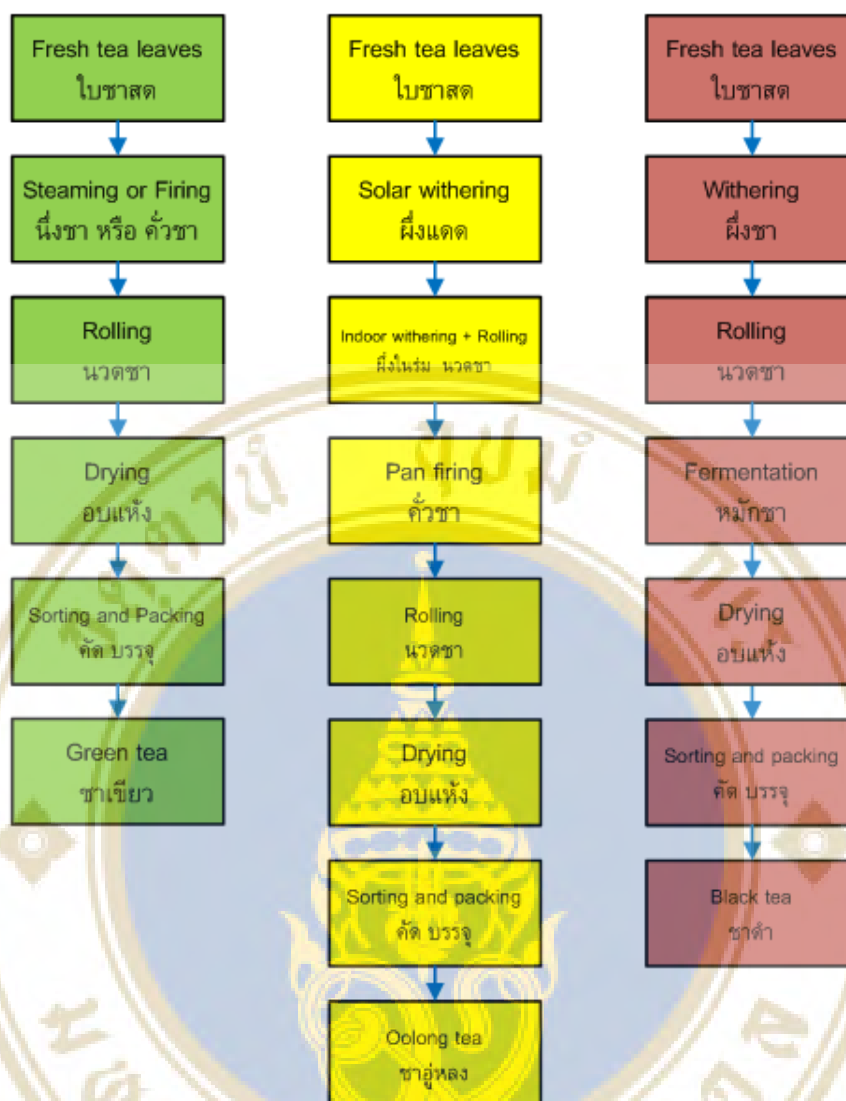 Fresh tea leaves
ใบชาสด
Steaming or Firing
นึ่งชา หรือ คั่วชา
Rolling
นวดชา
Drying
อบแห้ง
Sorting and Packing
คัด บรรจุ
Green tea
ชาเขียว
Fresh tea leaves
ใบชาสด
Solar withering
ผึ่งแดด
Indoor withering + Rolling
ผึ่งในร่ม นวดชา
Pan firing
คั่วชา
Rolling
นวดชา
Drying
อบแห้ง
Sorting and packing
คัด บรรจุ
Oolong tea
ชาอู่หลง
Fresh tea leaves
ใบชาสด
Withering
ผึ่งชา
Rolling
นวดชา
Fermentation
หมักชา
Drying
อบแห้ง
Sorting and packing
คัด บรรจุ
Black tea
ชาดำ